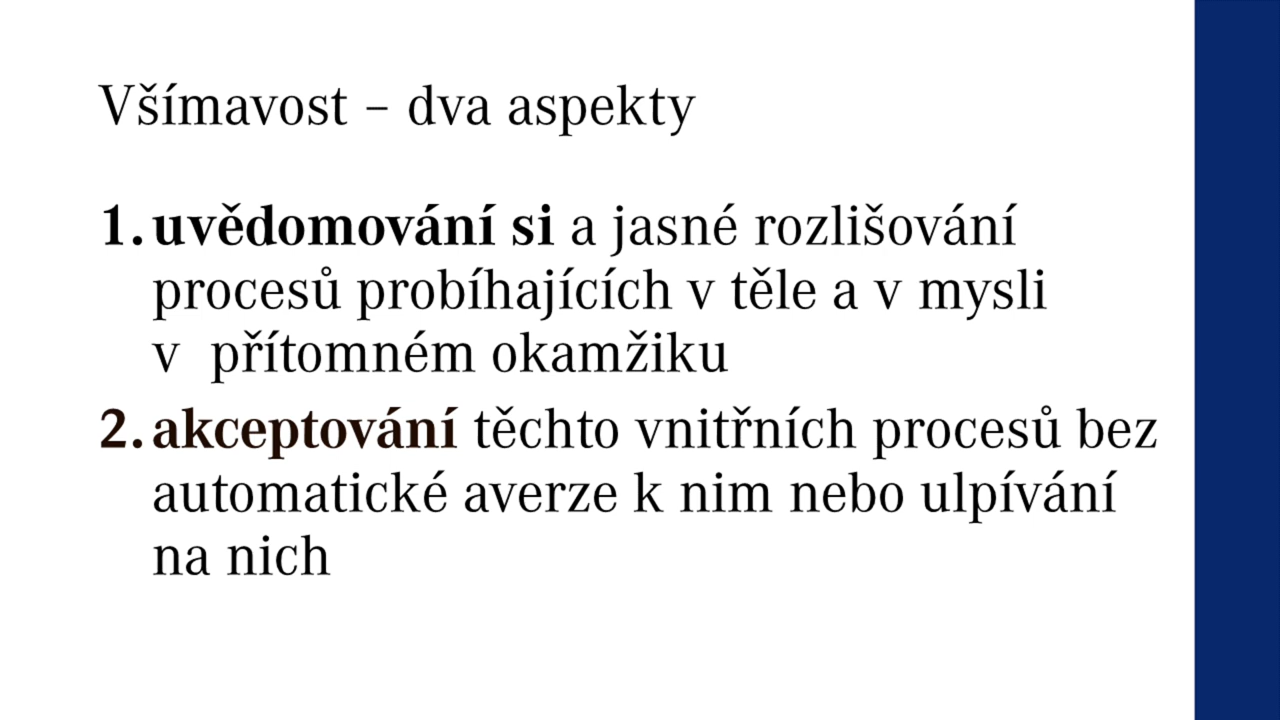 Všímavost – dva aspekty
1. uvědomování si a jasné rozlišování
procesů probíhajících v těle a v mysli
v přítomném okamžiku
2. akceptování těchto vnitřních procesů bez
automatické averze k nim nebo ulpívání
na nich